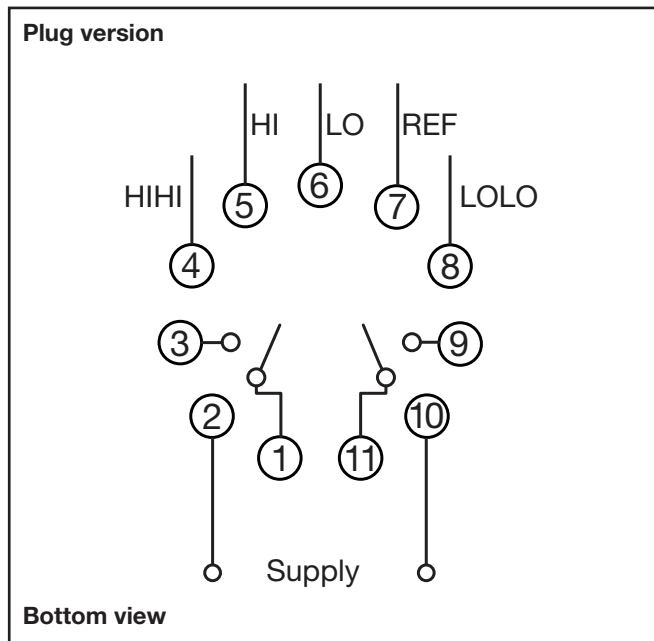 Plug version
HI LO REF
HIHI LOLO
5 6 7
4 8
3 9
2 10
1 11
Supply
Bottom view